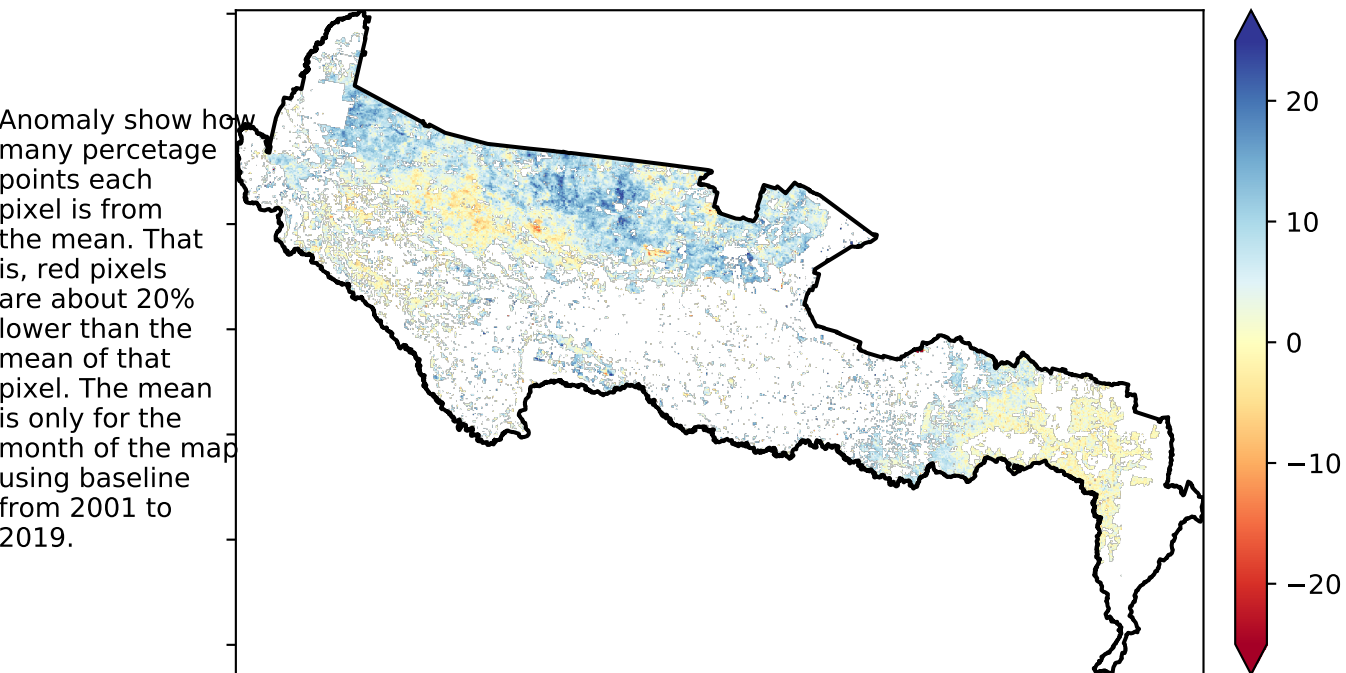 Anomaly show how
many percetage
points each
pixel is from
the mean. That
is, red pixels
are about 20%
lower than the
mean of that
pixel. The mean
is only for the
month of the map
using baseline
from 2001 to
2019.
20
10
0
−10
−20